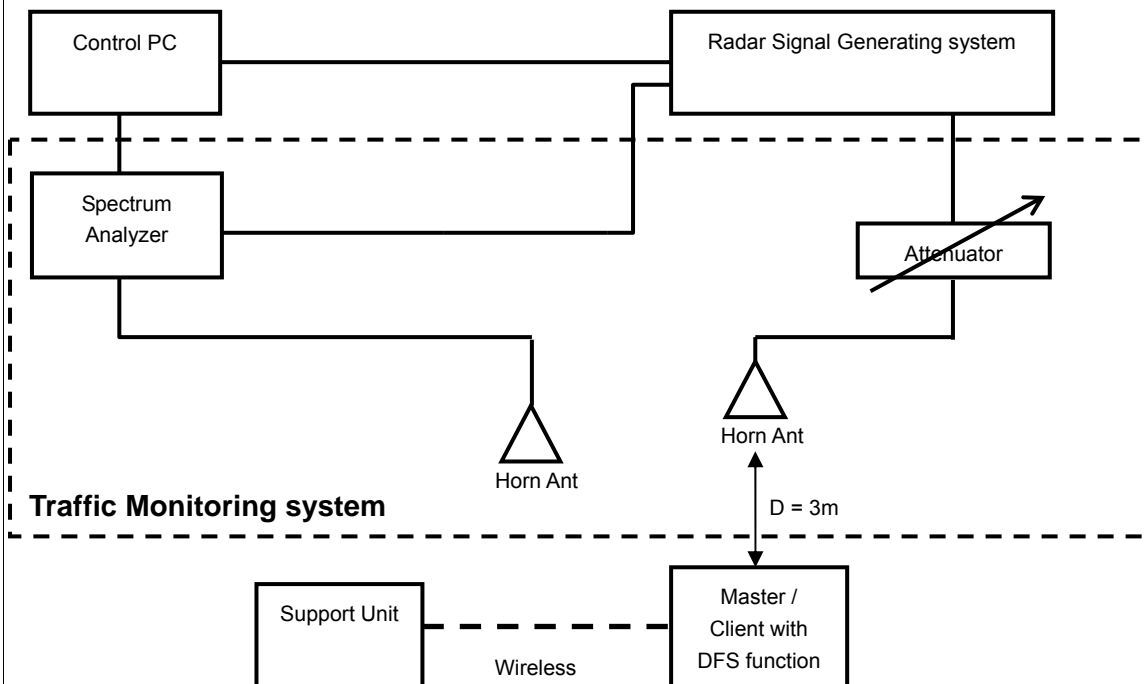 Control PC
Radar Signal Generating system
Spectrum
Analyzer
Attenuator
Horn Ant
Horn Ant
Traffic Monitoring system
D = 3m
Support Unit
Wireless
Master /
Client with
DFS function